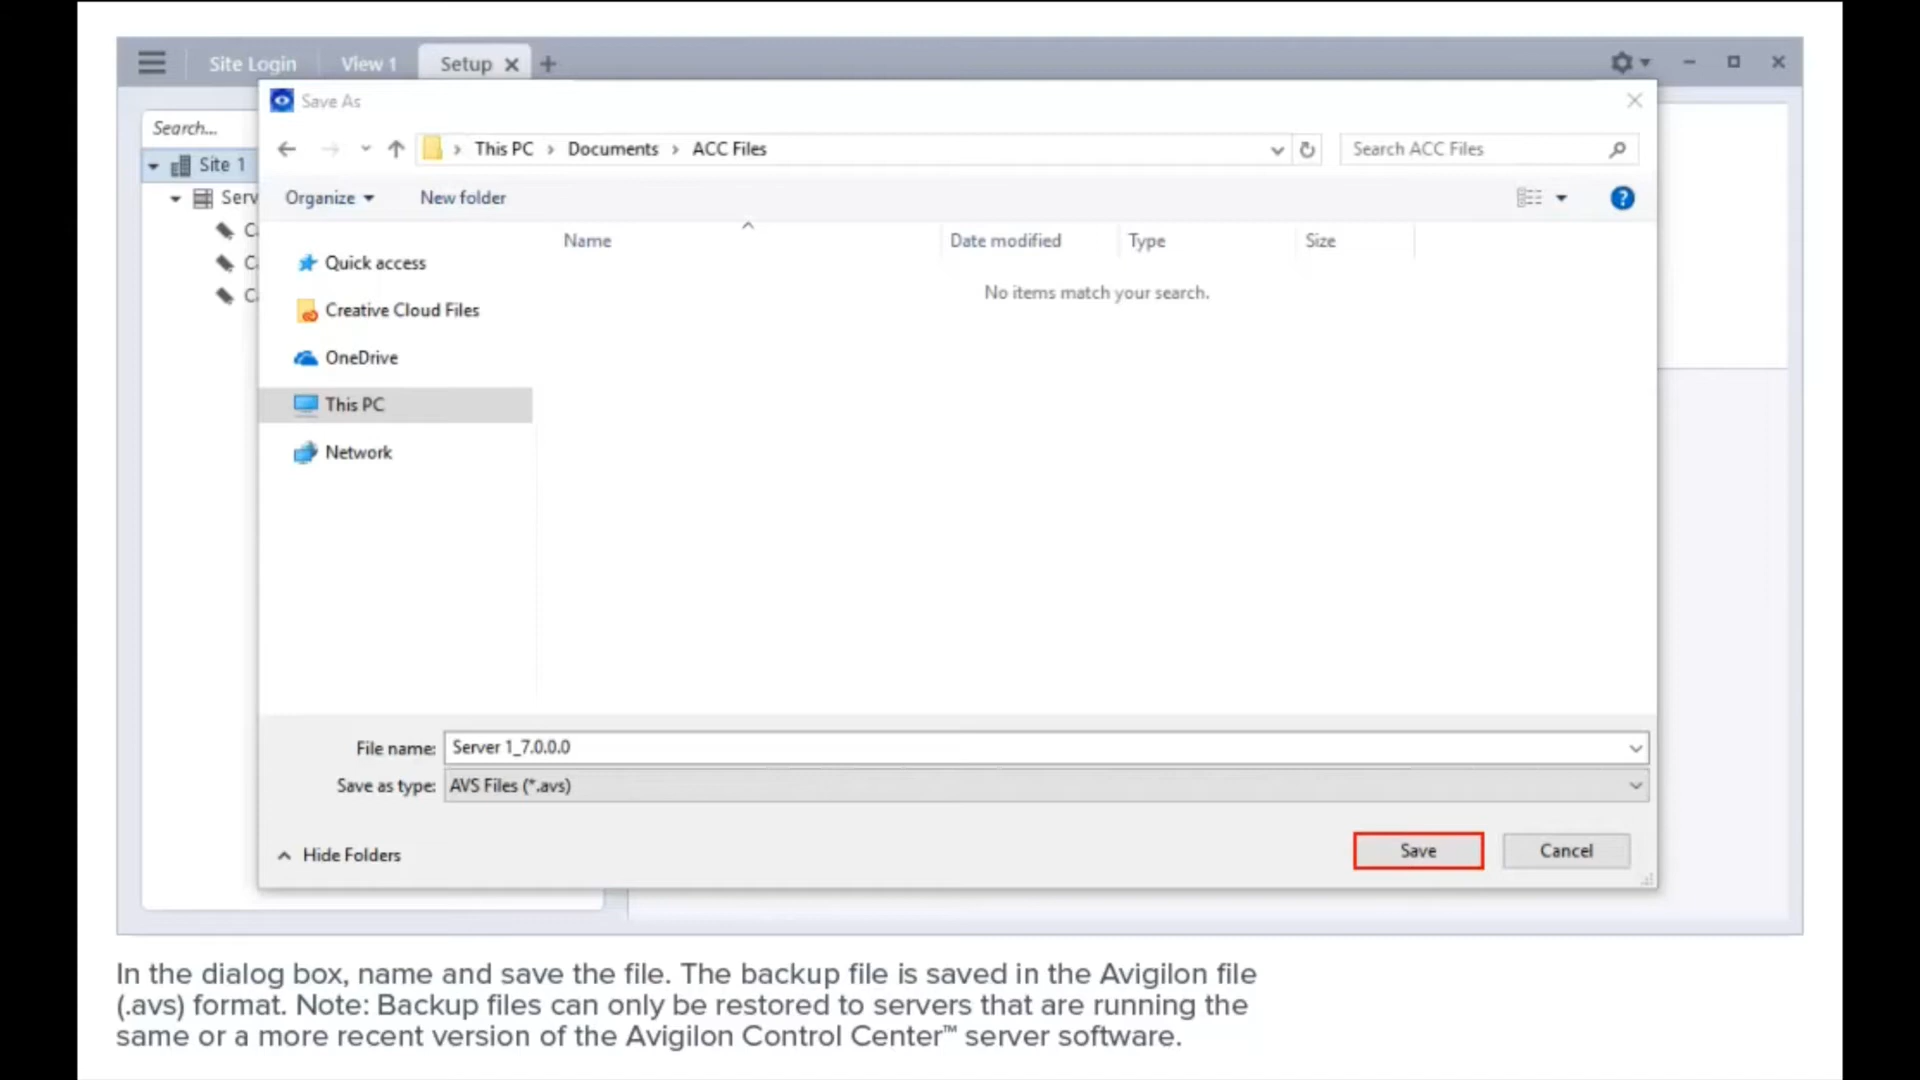 Site Login
View 1
Setup
Save As
Search...
This PC > Documents > ACC Files
Search ACC Files
Site 1
Organize
New folder
?
Name
Date modified
Type
Size
Quick access
No items match your search.
Creative Cloud Files
OneDrive
This PC
Network
File name: Server 1_7.0.0.0
Save as type: AVS Files (*.avs)
Hide Folders
Save
Cancel
In the dialog box, name and save the file. The backup file is saved in the Avigilon file
(.avs) format. Note: Backup files can only be restored to servers that are running the
same or a more recent version of the Avigilon Control Center™ server software.